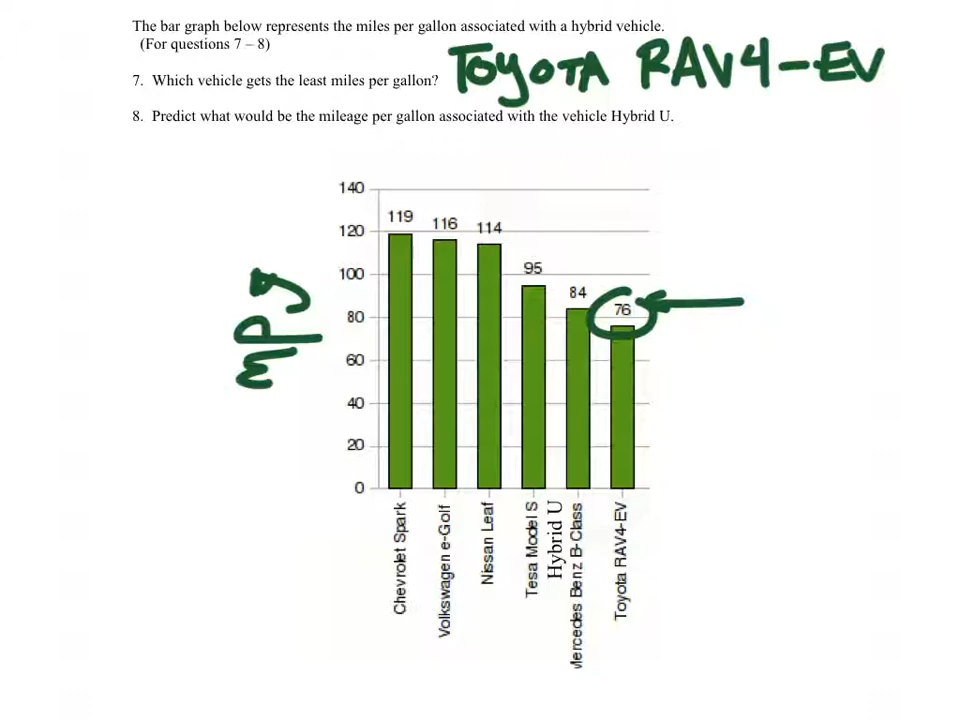 The bar graph below represents the miles per gallon associated with a hybrid vehicle.
(For questions 7 – 8)
7. Which vehicle gets the least miles per gallon?
TOyOTA RAV4-EV
8. Predict what would be the mileage per gallon associated with the vehicle Hybrid U.
140
120
100
80
60
40
20
0
119
116
114
95
84
76
mpg
Chevrolet Spark
Volkswagen e-Golf
Nissan Leaf
Tesa Model S
Hybrid U
Mercedes Benz B-Class
Toyota RAV4-EV